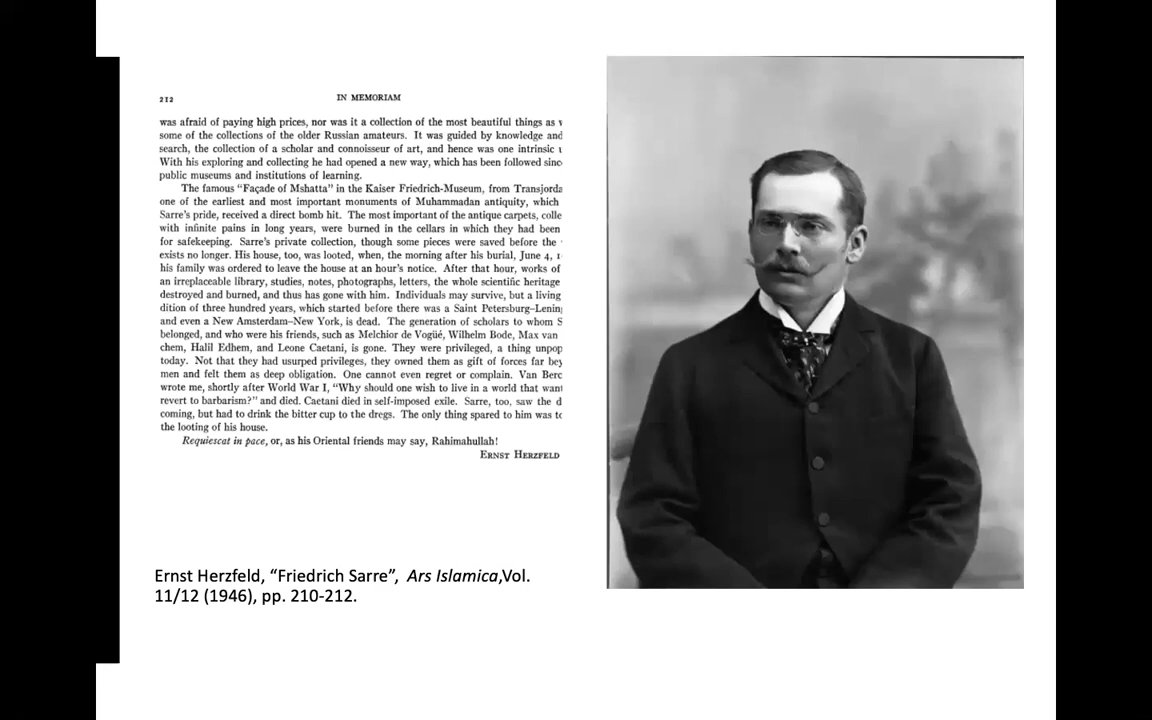 212
IN MEMORIAM
was afraid of paying high prices, nor was it a collection of the most beautiful things as
some of the collections of the older Russian amateurs. It was guided by knowledge and
search, the collection of a scholar and connoisseur of art, and hence was one intrinsic
With his exploring and collecting he had opened a new way, which has been followed sinc
public museums and institutions of learning.
The famous “Façade of Mshatta” in the Kaiser Friedrich-Museum, from Transjorda
one of the earliest and most important monuments of Muhammadan antiquity, which
Sarre's pride, received a direct bomb hit. The most important of the antique carpets, colle
with infinite pains in long years, were burned in the cellars in which they had been
for safekeeping. Sarre's private collection, though some pieces were saved before the
exists no longer. His house, too, was looted, when, the morning after his burial, June 4,
his family was ordered to leave the house at an hour's notice. After that hour, works of
an irreplaceable library, studies, notes, photographs, letters, the whole scientific heritage
destroyed and burned, and thus has gone with him. Individuals may survive, but a living
dition of three hundred years, which started before there was a Saint Petersburg–Lenin
and even a New Amsterdam–New York, is dead. The generation of scholars to whom S
belonged, and who were his friends, such as Melchior de Vogüé, Wilhelm Bode, Max van
chem, Halil Edhem, and Leone Caetani, is gone. They were privileged, a thing unpop
today. Not that they had usurped privileges, they owned them as gift of forces far bey
men and felt them as deep obligation. One cannot even regret or complain. Van Berc
wrote me, shortly after World War I, “Why should one wish to live in a world that want
revert to barbarism?” and died. Caetani died in self-imposed exile. Sarre, too, saw the d
coming, but had to drink the bitter cup to the dregs. The only thing spared to him was
the looting of his house.
Requiescat in pace, or, as his Oriental friends may say, Rahimahullah!
ERNST HERZFELD
Ernst Herzfeld, “Friedrich Sarre”, Ars Islamica,Vol.
11/12 (1946), pp. 210-212.